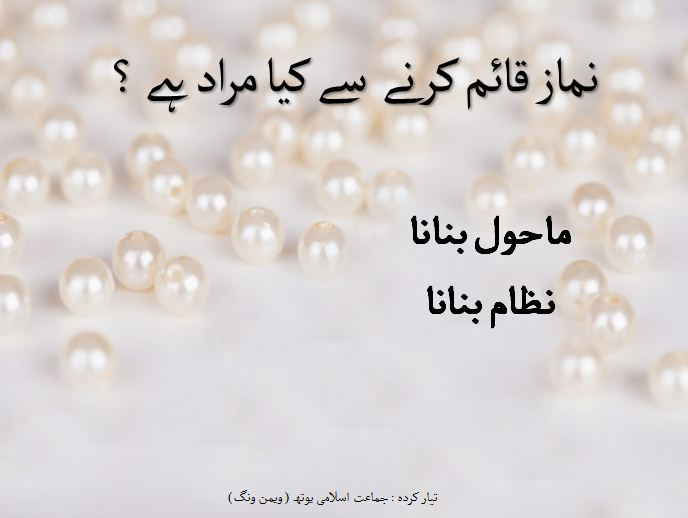 نماز قائم کرنے سے کیا مراد ہے ؟
ماحول بنانا
نظام بنانا
تیار کردہ : جماعت اسلامی یوتھ ( ویمن ونگ )